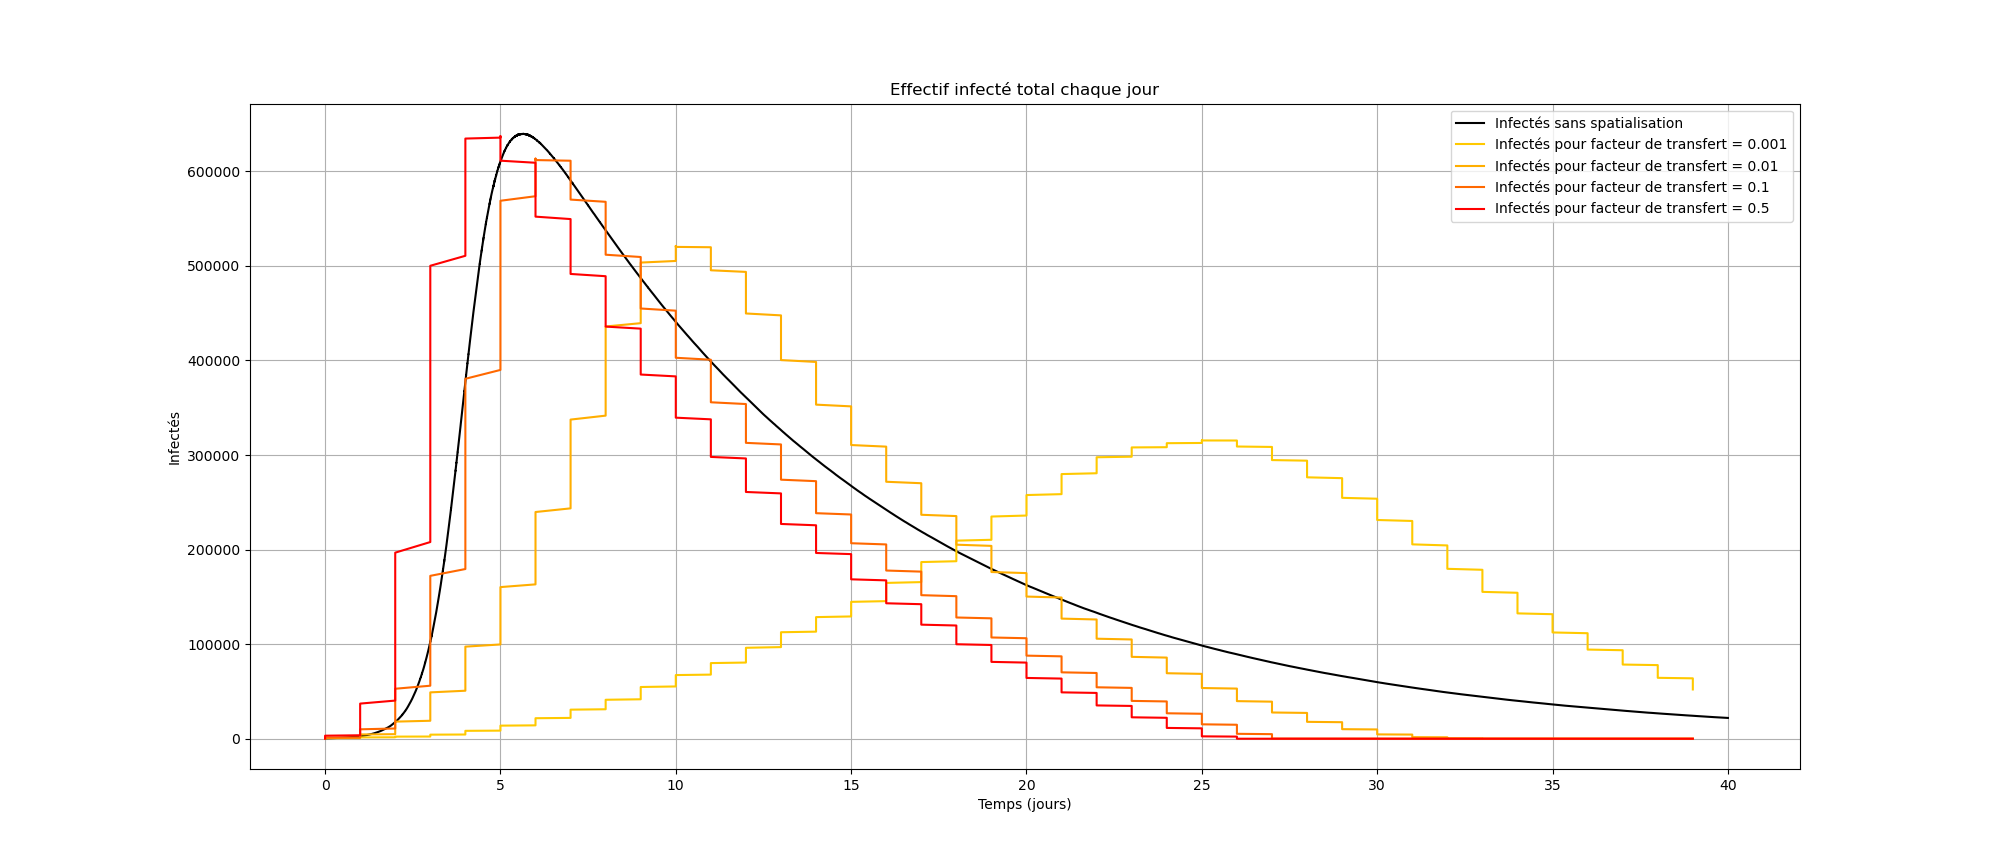 Effectif infecté total chaque jour
Infectés sans spatialisation
Infectés pour facteur de transfert = 0.001
Infectés pour facteur de transfert = 0.01
Infectés pour facteur de transfert = 0.1
Infectés pour facteur de transfert = 0.5
600000
500000
400000
300000
200000
100000
0
Infectés
0 5 10 15 20 25 30 35 40
Temps (jours)